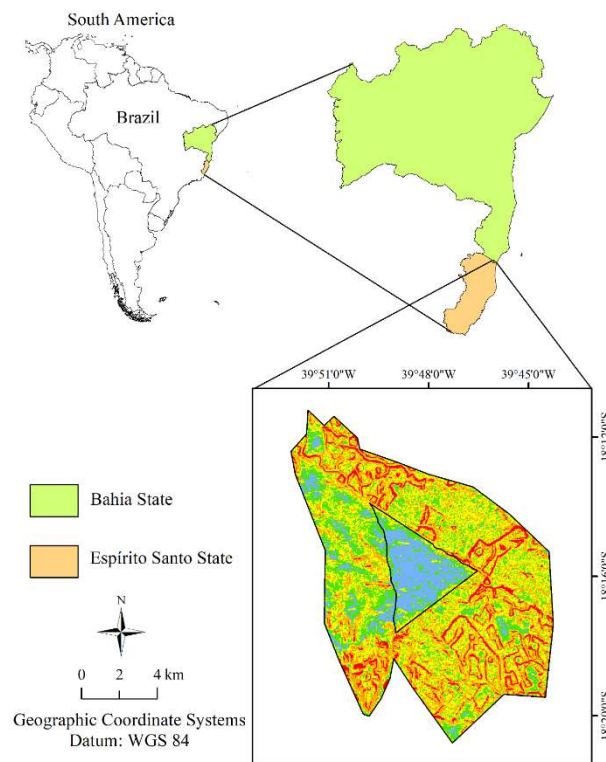 South America
Brazil
39°51'0"W
39°48'0"W
39°45'0"W
Bahia State
Espírito Santo State
N
0 2 4 km
Geographic Coordinate Systems
Datum: WGS 84